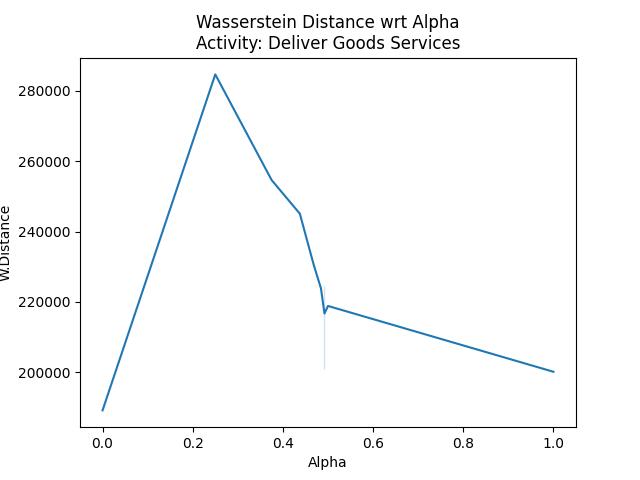 Wasserstein Distance wrt Alpha
Activity: Deliver Goods Services
280000
260000
240000
220000
200000
W.Distance
0.0 0.2 0.4 0.6 0.8 1.0
Alpha